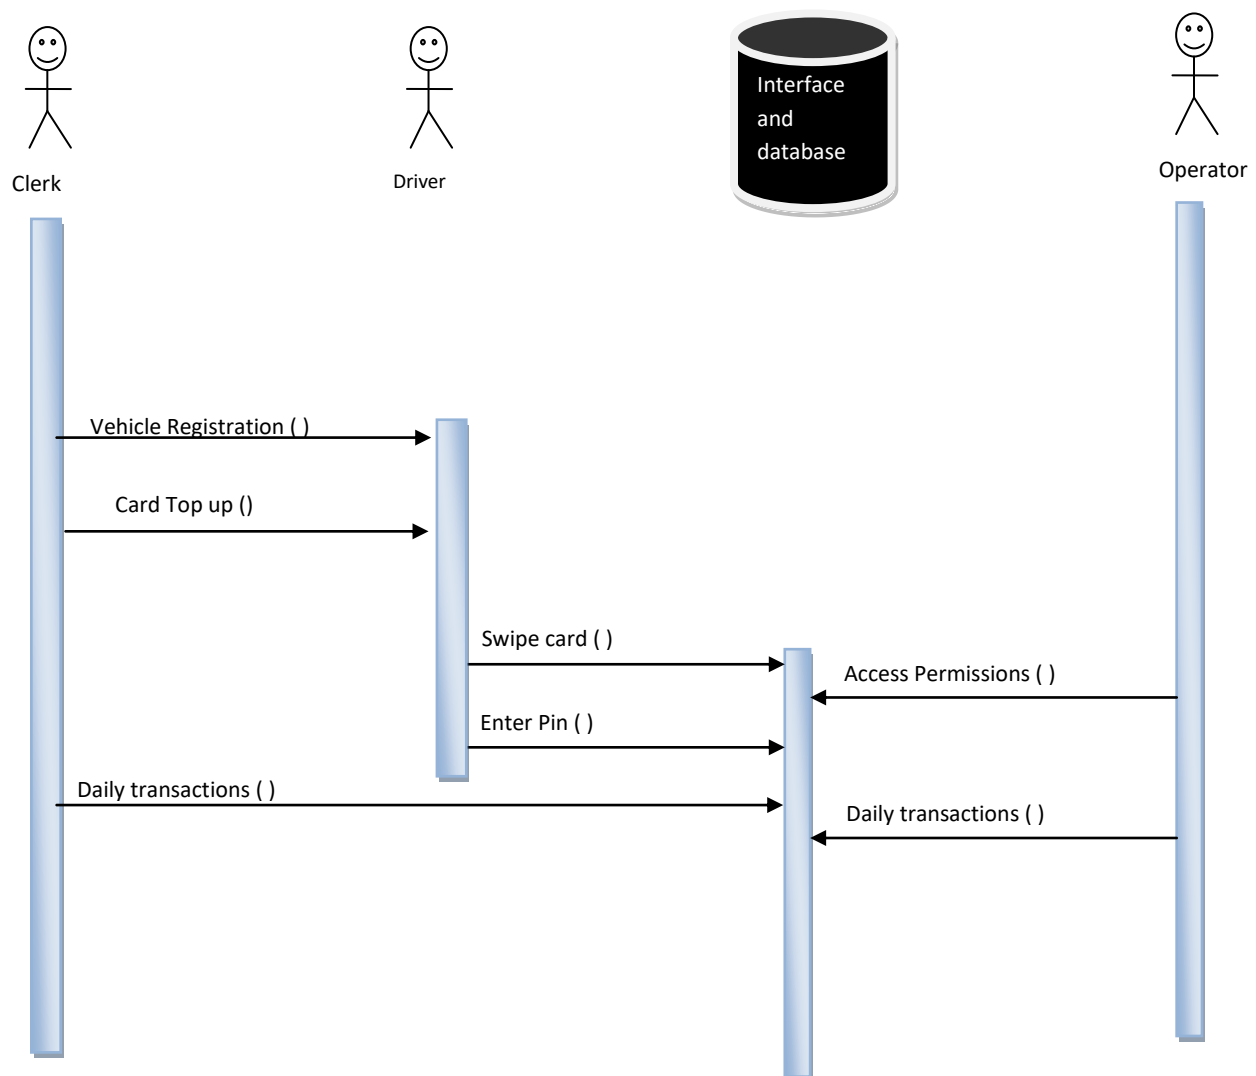 Clerk
Driver
Interface
and
database
Operator
Vehicle Registration ( )
Card Top up ()
Swipe card ( )
Access Permissions ( )
Enter Pin ( )
Daily transactions ( )
Daily transactions ( )